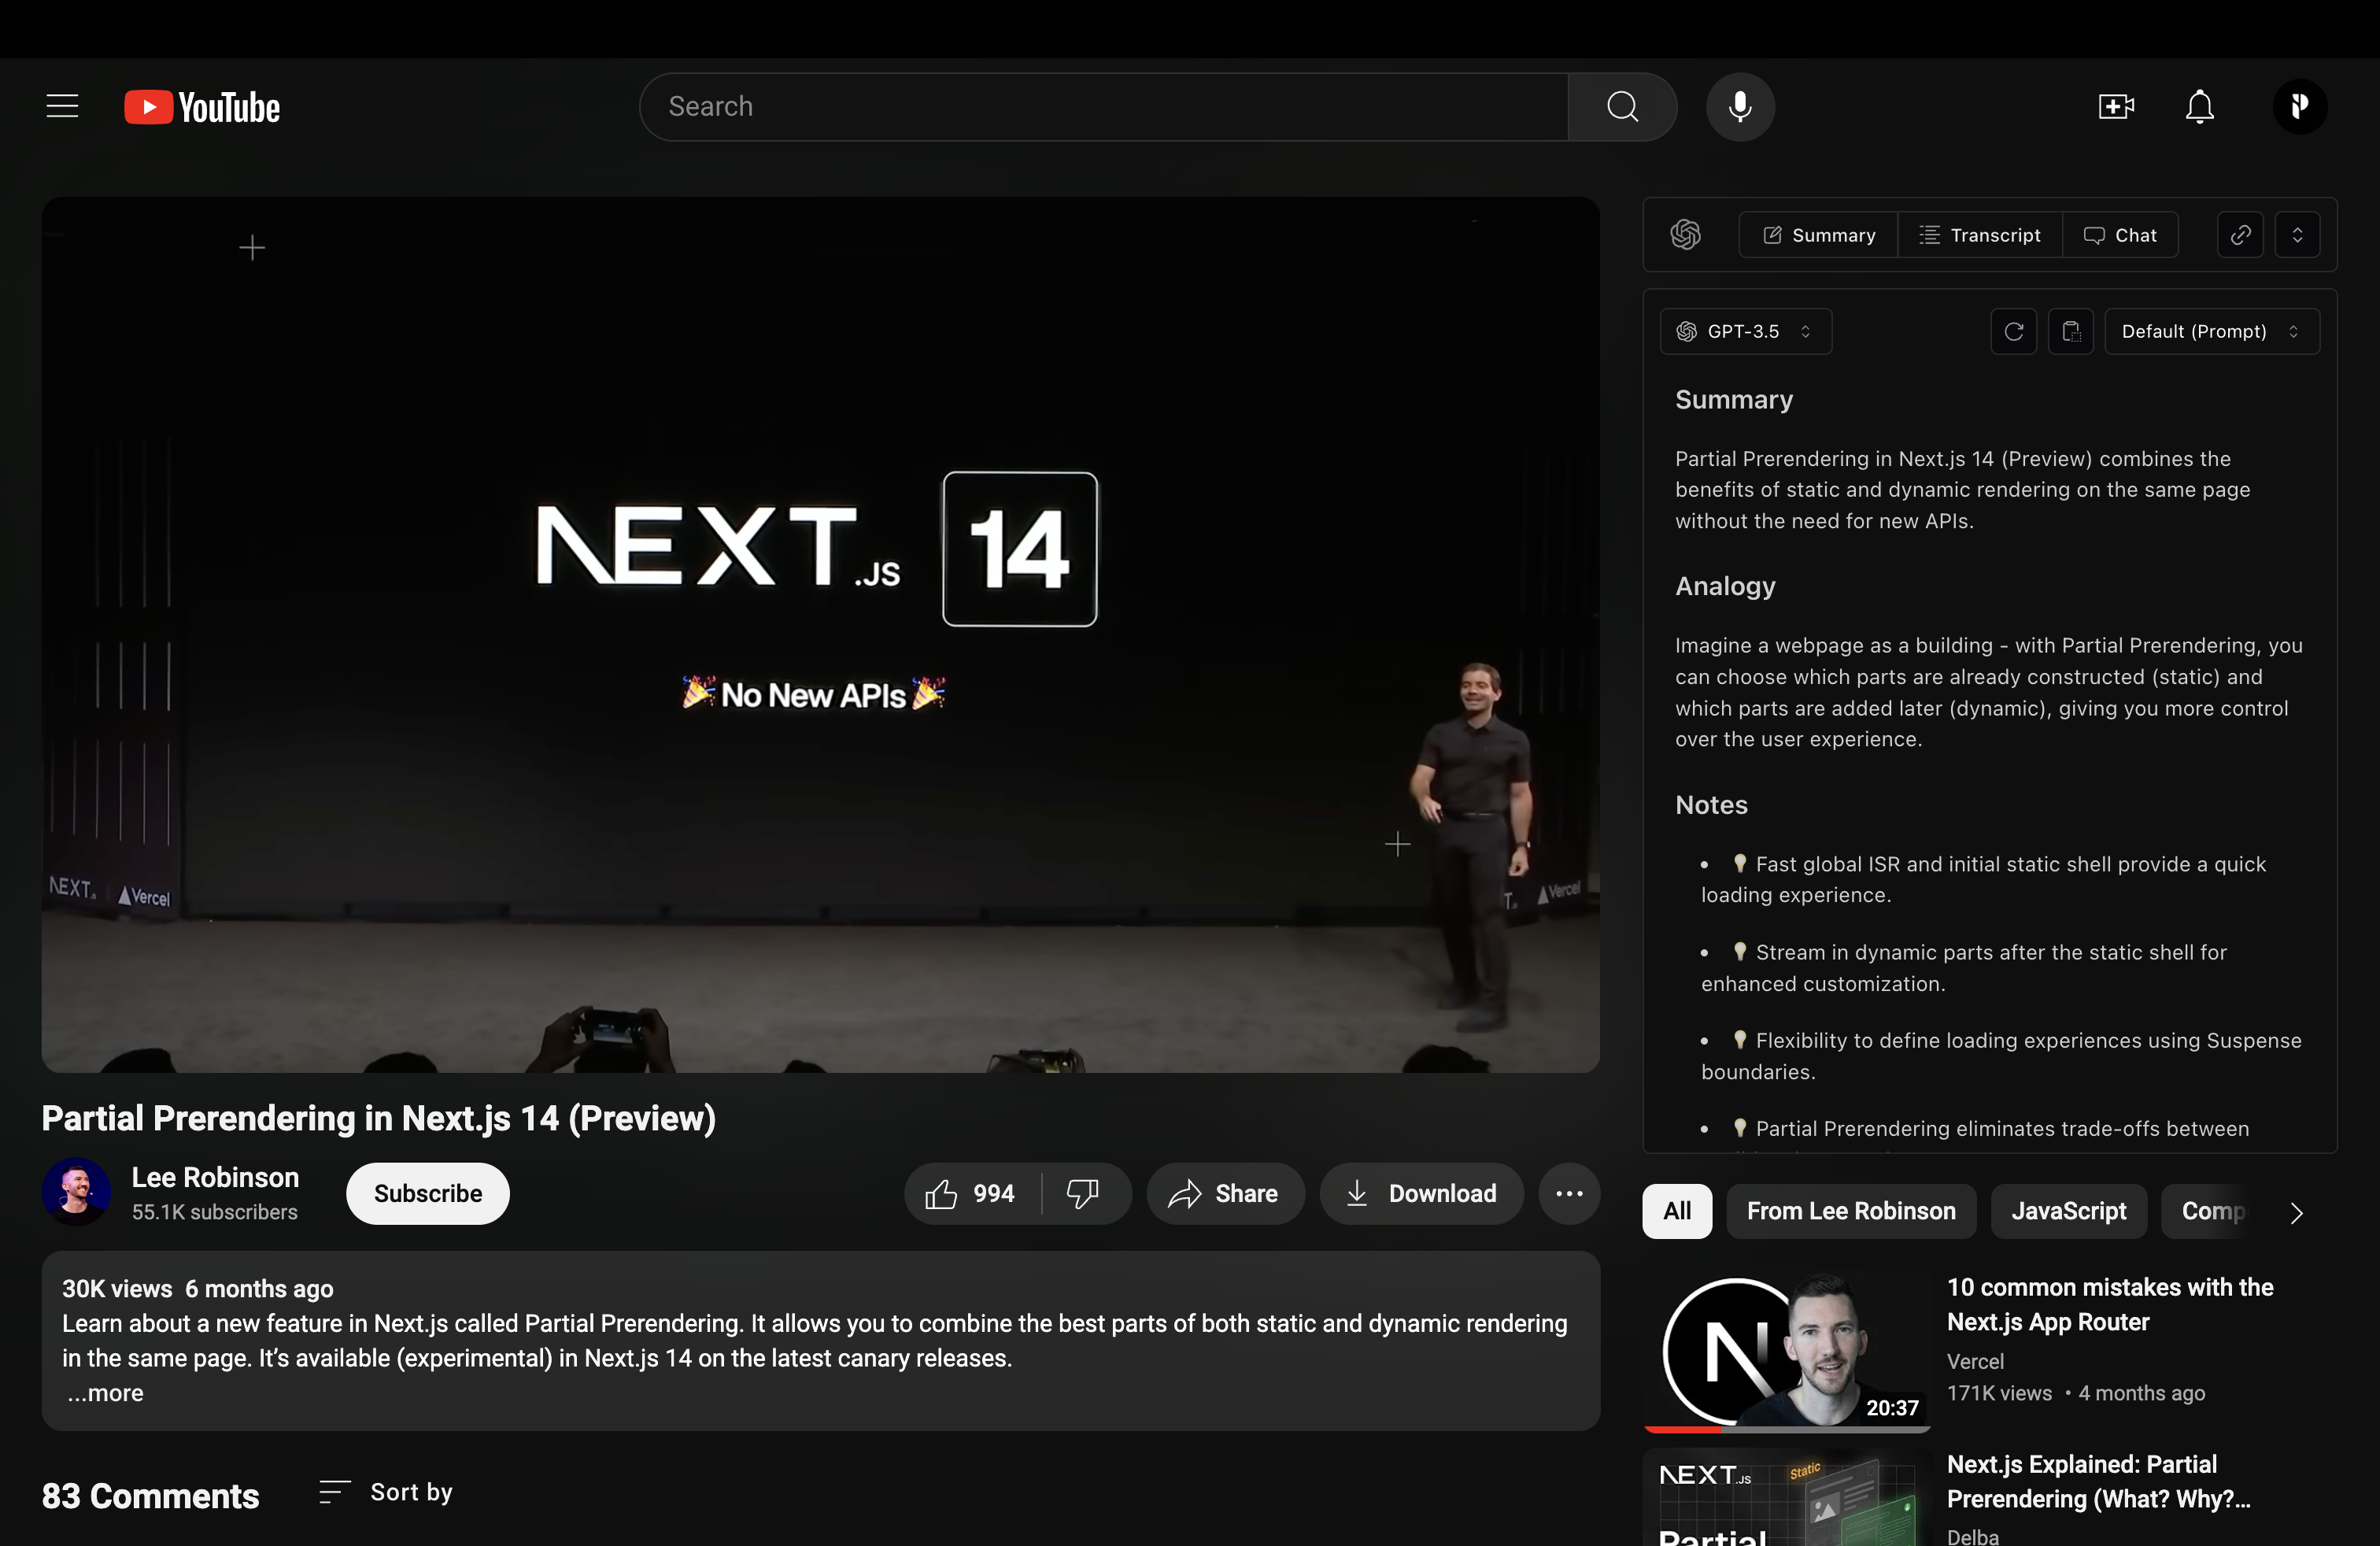 YouTube
Search
NEXT.JS 14
🎉 No New APIs 🎉
NEXT.
Vercel
Vercel
Partial Prerendering in Next.js 14 (Preview)
Lee Robinson
55.1K subscribers
Subscribe
994
Share
Download
30K views 6 months ago
Learn about a new feature in Next.js called Partial Prerendering. It allows you to combine the best parts of both static and dynamic rendering
in the same page. It’s available (experimental) in Next.js 14 on the latest canary releases.
...more
83 Comments
Sort by
Summary
Transcript
Chat
GPT-3.5
Default (Prompt)
Summary
Partial Prerendering in Next.js 14 (Preview) combines the
benefits of static and dynamic rendering on the same page
without the need for new APIs.
Analogy
Imagine a webpage as a building - with Partial Prerendering, you
can choose which parts are already constructed (static) and
which parts are added later (dynamic), giving you more control
over the user experience.
Notes
• 💡 Fast global ISR and initial static shell provide a quick
loading experience.
• 💡 Stream in dynamic parts after the static shell for
enhanced customization.
• 💡 Flexibility to define loading experiences using Suspense
boundaries.
• 💡 Partial Prerendering eliminates trade-offs between
All
From Lee Robinson
JavaScript
Comp
20:37
10 common mistakes with the
Next.js App Router
Vercel
171K views • 4 months ago
NEXT.JS
Static
Partial
Next.js Explained: Partial
Prerendering (What? Why?...
Delba